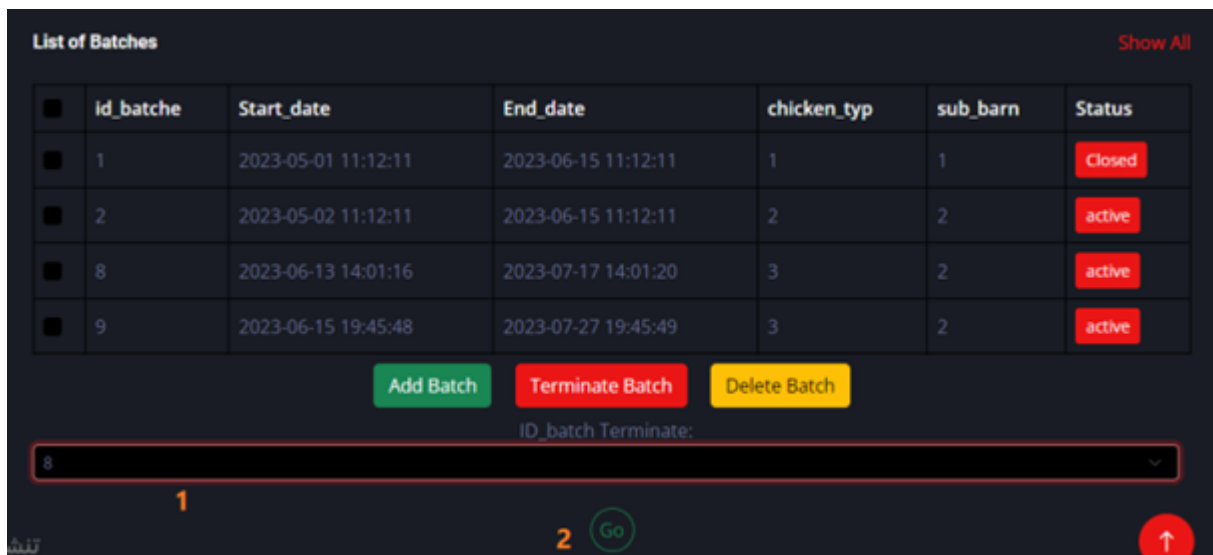 List of Batches Show All
id_batche Start_date End_date chicken_typ sub_barn Status
1 2023-05-01 11:12:11 2023-06-15 11:12:11 1 1 Closed
2 2023-05-02 11:12:11 2023-06-15 11:12:11 2 2 active
8 2023-06-13 14:01:16 2023-07-17 14:01:20 3 2 active
9 2023-06-15 19:45:48 2023-07-27 19:45:49 3 2 active
Add Batch Terminate Batch Delete Batch
ID_batch Terminate:
8
1
2 Go